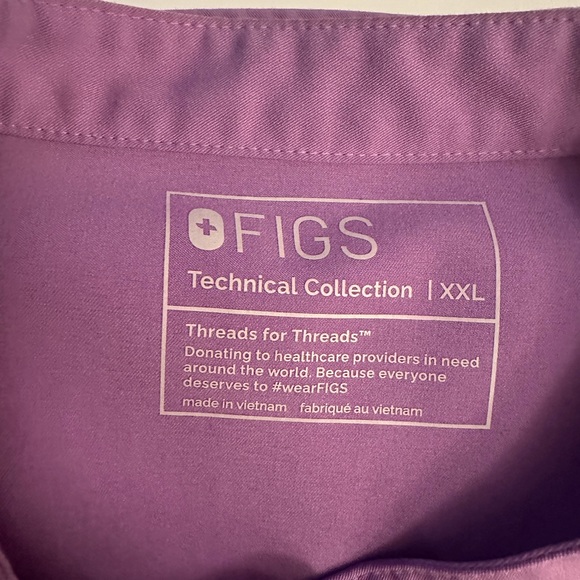 FIGS
Technical Collection | XXL
Threads for Threads™
Donating to healthcare providers in need
around the world. Because everyone
deserves to #wearFIGS
made in vietnam fabriqué au vietnam